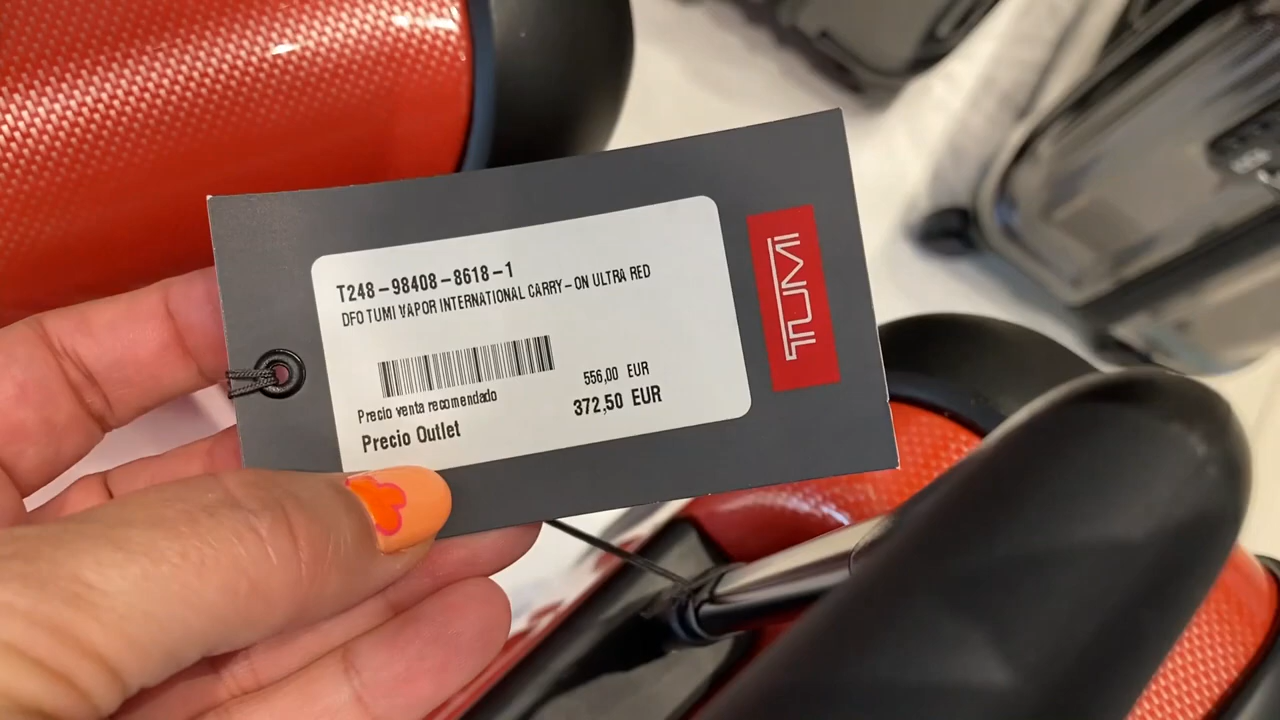 T248-98408-8618-1
DFO TUMI VAPOR INTERNATIONAL CARRY-ON ULTRA RED
Precio venta recomendado 556,00 EUR
Precio Outlet 372,50 EUR
TUMI